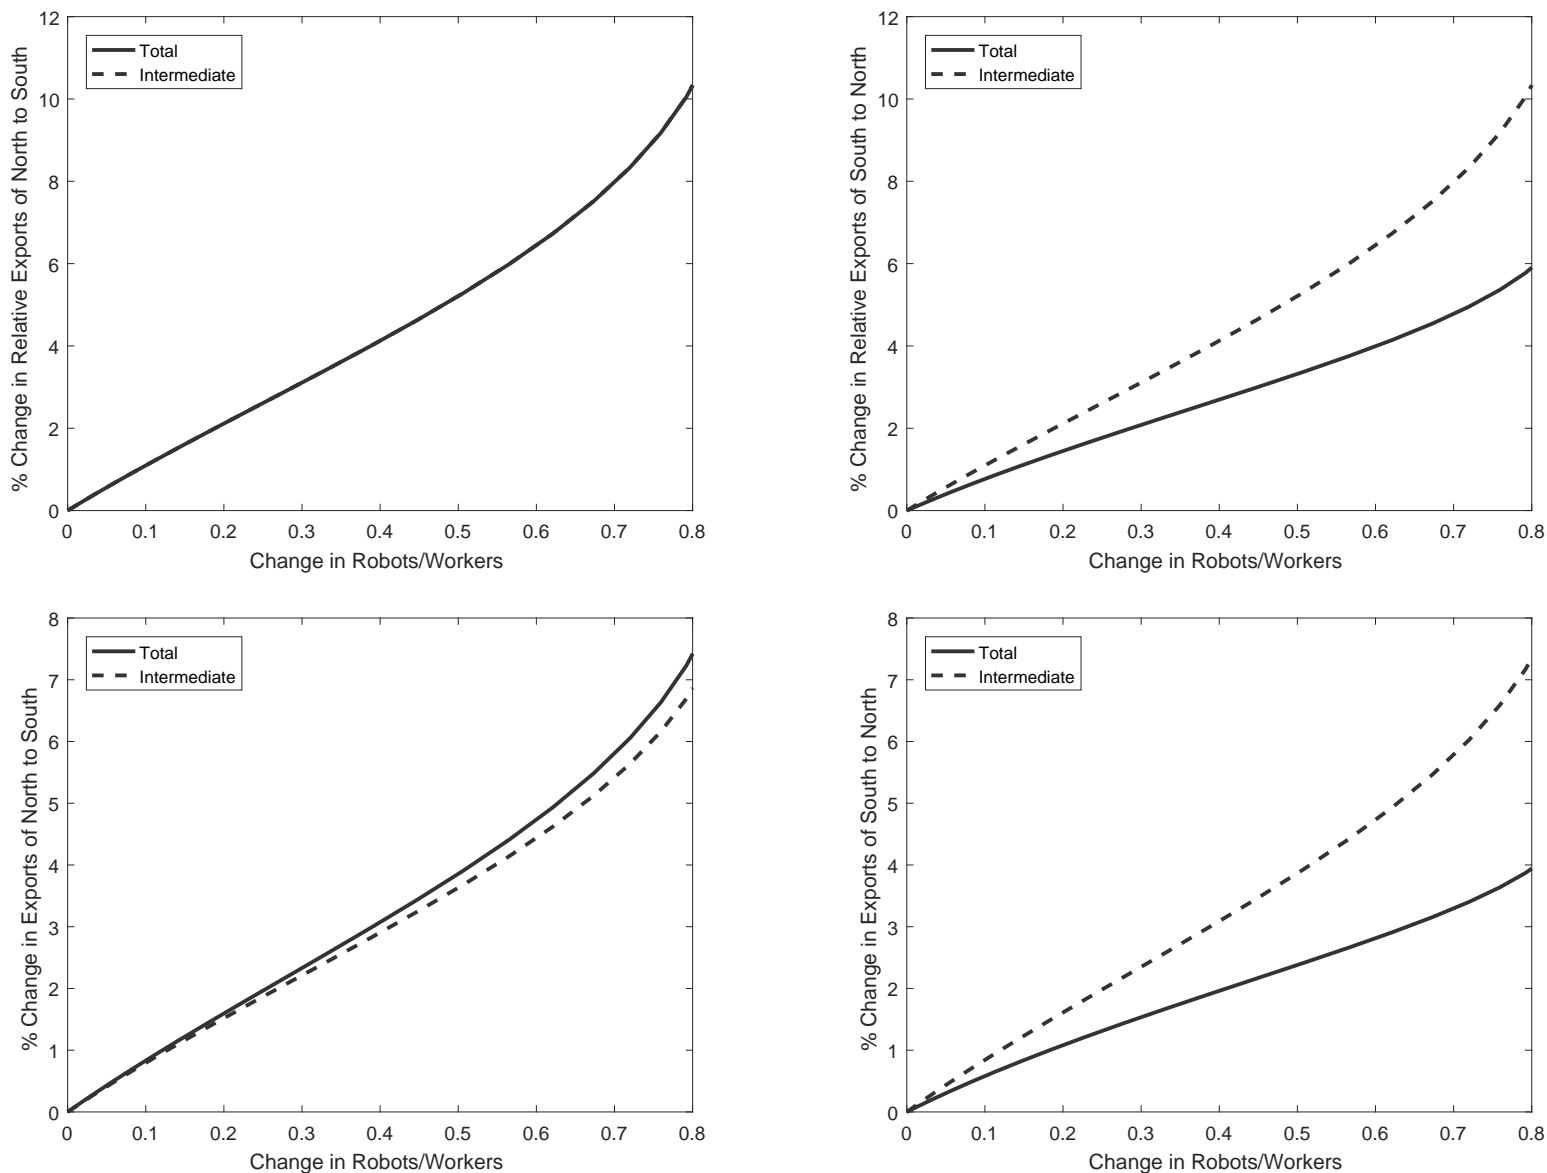 % Change in Relative Exports of North to South
12
10
8
6
4
2
0
Total
Intermediate
0 0.1 0.2 0.3 0.4 0.5 0.6 0.7 0.8
Change in Robots/Workers
% Change in Relative Exports of South to North
12
10
8
6
4
2
0
Total
Intermediate
0 0.1 0.2 0.3 0.4 0.5 0.6 0.7 0.8
Change in Robots/Workers
% Change in Exports of North to South
8
7
6
5
4
3
2
1
0
Total
Intermediate
0 0.1 0.2 0.3 0.4 0.5 0.6 0.7 0.8
Change in Robots/Workers
% Change in Exports of South to North
8
7
6
5
4
3
2
1
0
Total
Intermediate
0 0.1 0.2 0.3 0.4 0.5 0.6 0.7 0.8
Change in Robots/Workers